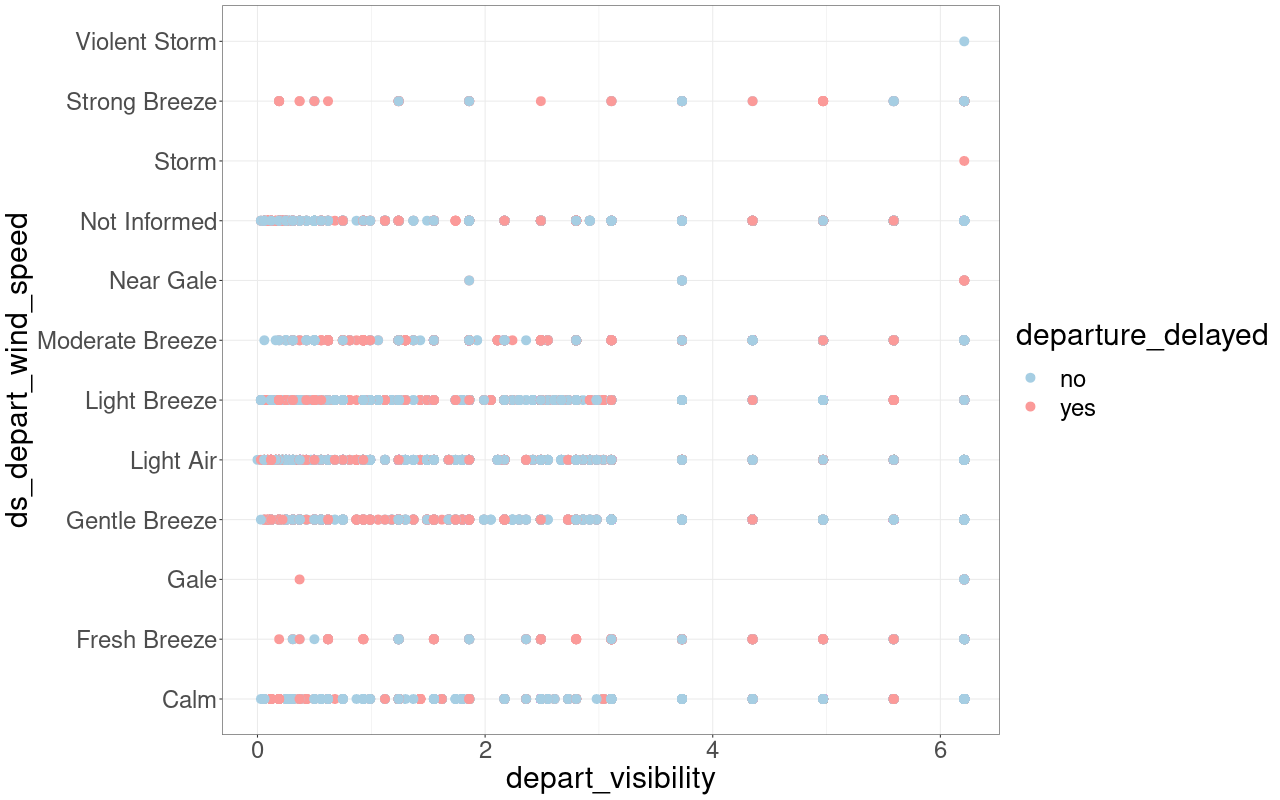 Violent Storm
Strong Breeze
Storm
Not Informed
Near Gale
Moderate Breeze
Light Breeze
Light Air
Gentle Breeze
Gale
Fresh Breeze
Calm
ds_depart_wind_speed
0 2 4 6
depart_visibility
departure_delayed
no
yes